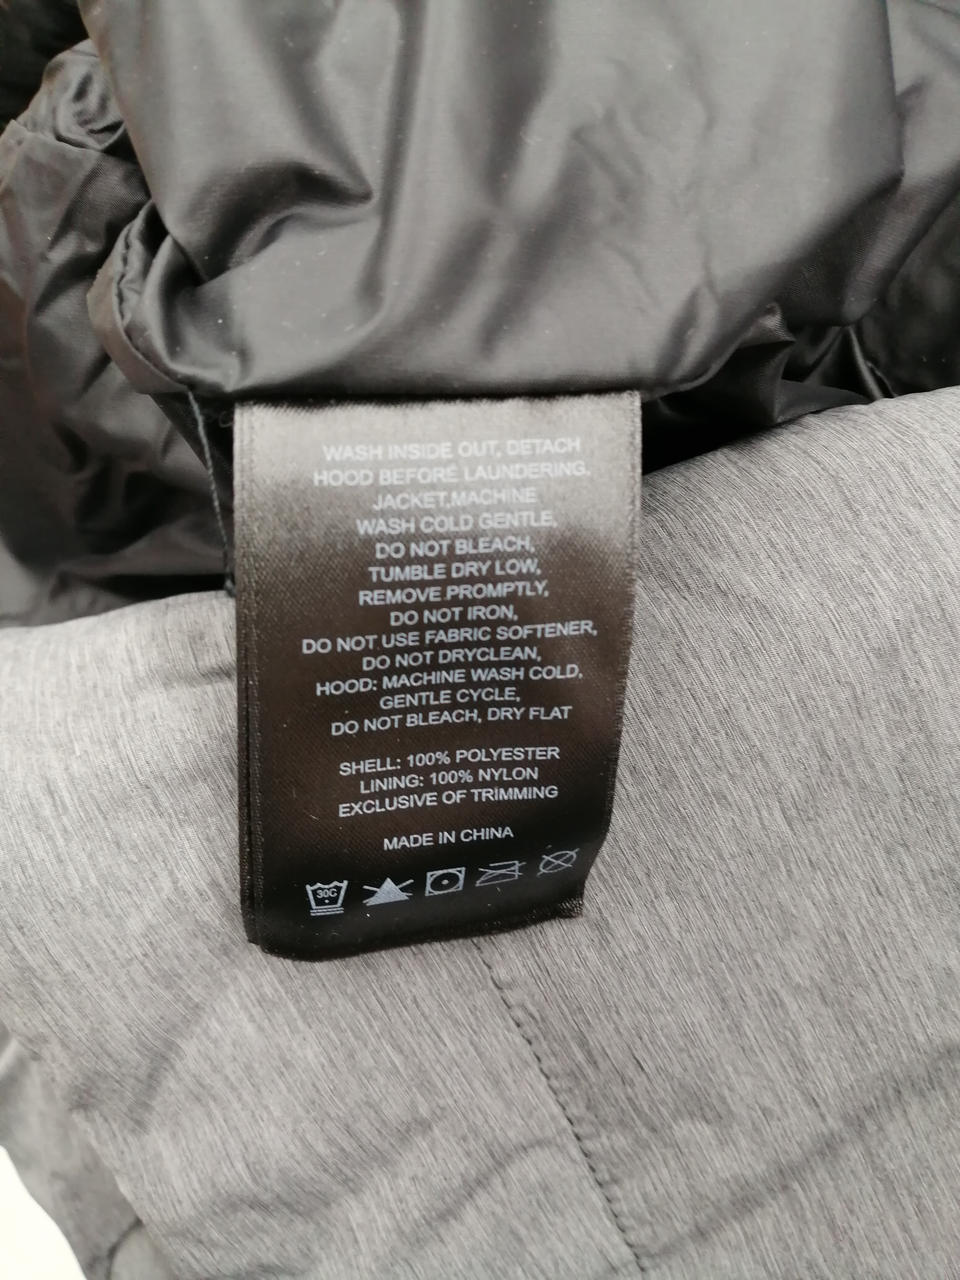 WASH INSIDE OUT, DETACH
HOOD BEFORE LAUNDERING.
JACKET,MACHINE
WASH COLD GENTLE,
DO NOT BLEACH,
TUMBLE DRY LOW,
REMOVE PROMPTLY,
DO NOT IRON,
DO NOT USE FABRIC SOFTENER,
DO NOT DRYCLEAN,
HOOD: MACHINE WASH COLD,
GENTLE CYCLE,
DO NOT BLEACH, DRY FLAT
SHELL: 100% POLYESTER
LINING: 100% NYLON
EXCLUSIVE OF TRIMMING
MADE IN CHINA
30C